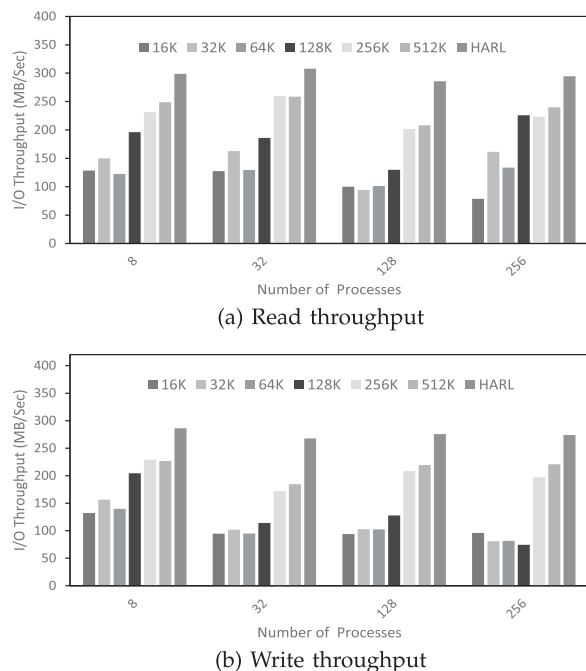 400
350
300
250
200
150
100
50
0
I/O Throughput (MB/Sec)
16K 32K 64K 128K 256K 512K HARL
8 32 128 256
Number of Processes
(a) Read throughput
400
350
300
250
200
150
100
50
0
I/O Throughput (MB/Sec)
16K 32K 64K 128K 256K 512K HARL
8 32 128 256
Number of Processes
(b) Write throughput